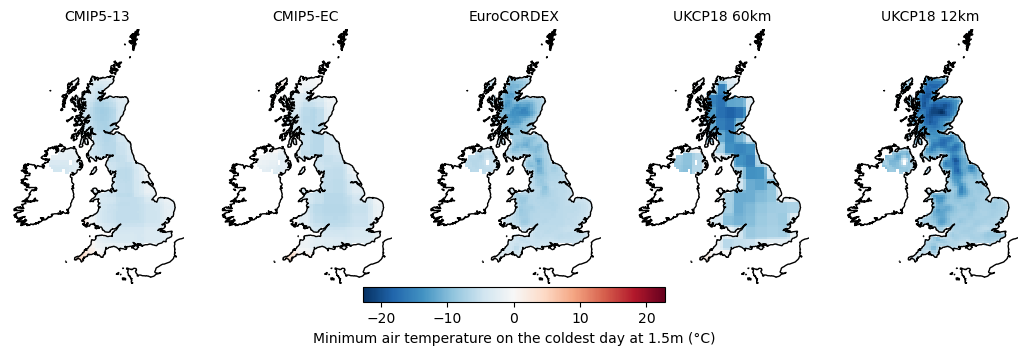 CMIP5-13 CMIP5-EC EuroCORDEX UKCP18 60km UKCP18 12km
−20 −10 0 10 20
Minimum air temperature on the coldest day at 1.5m (°C)